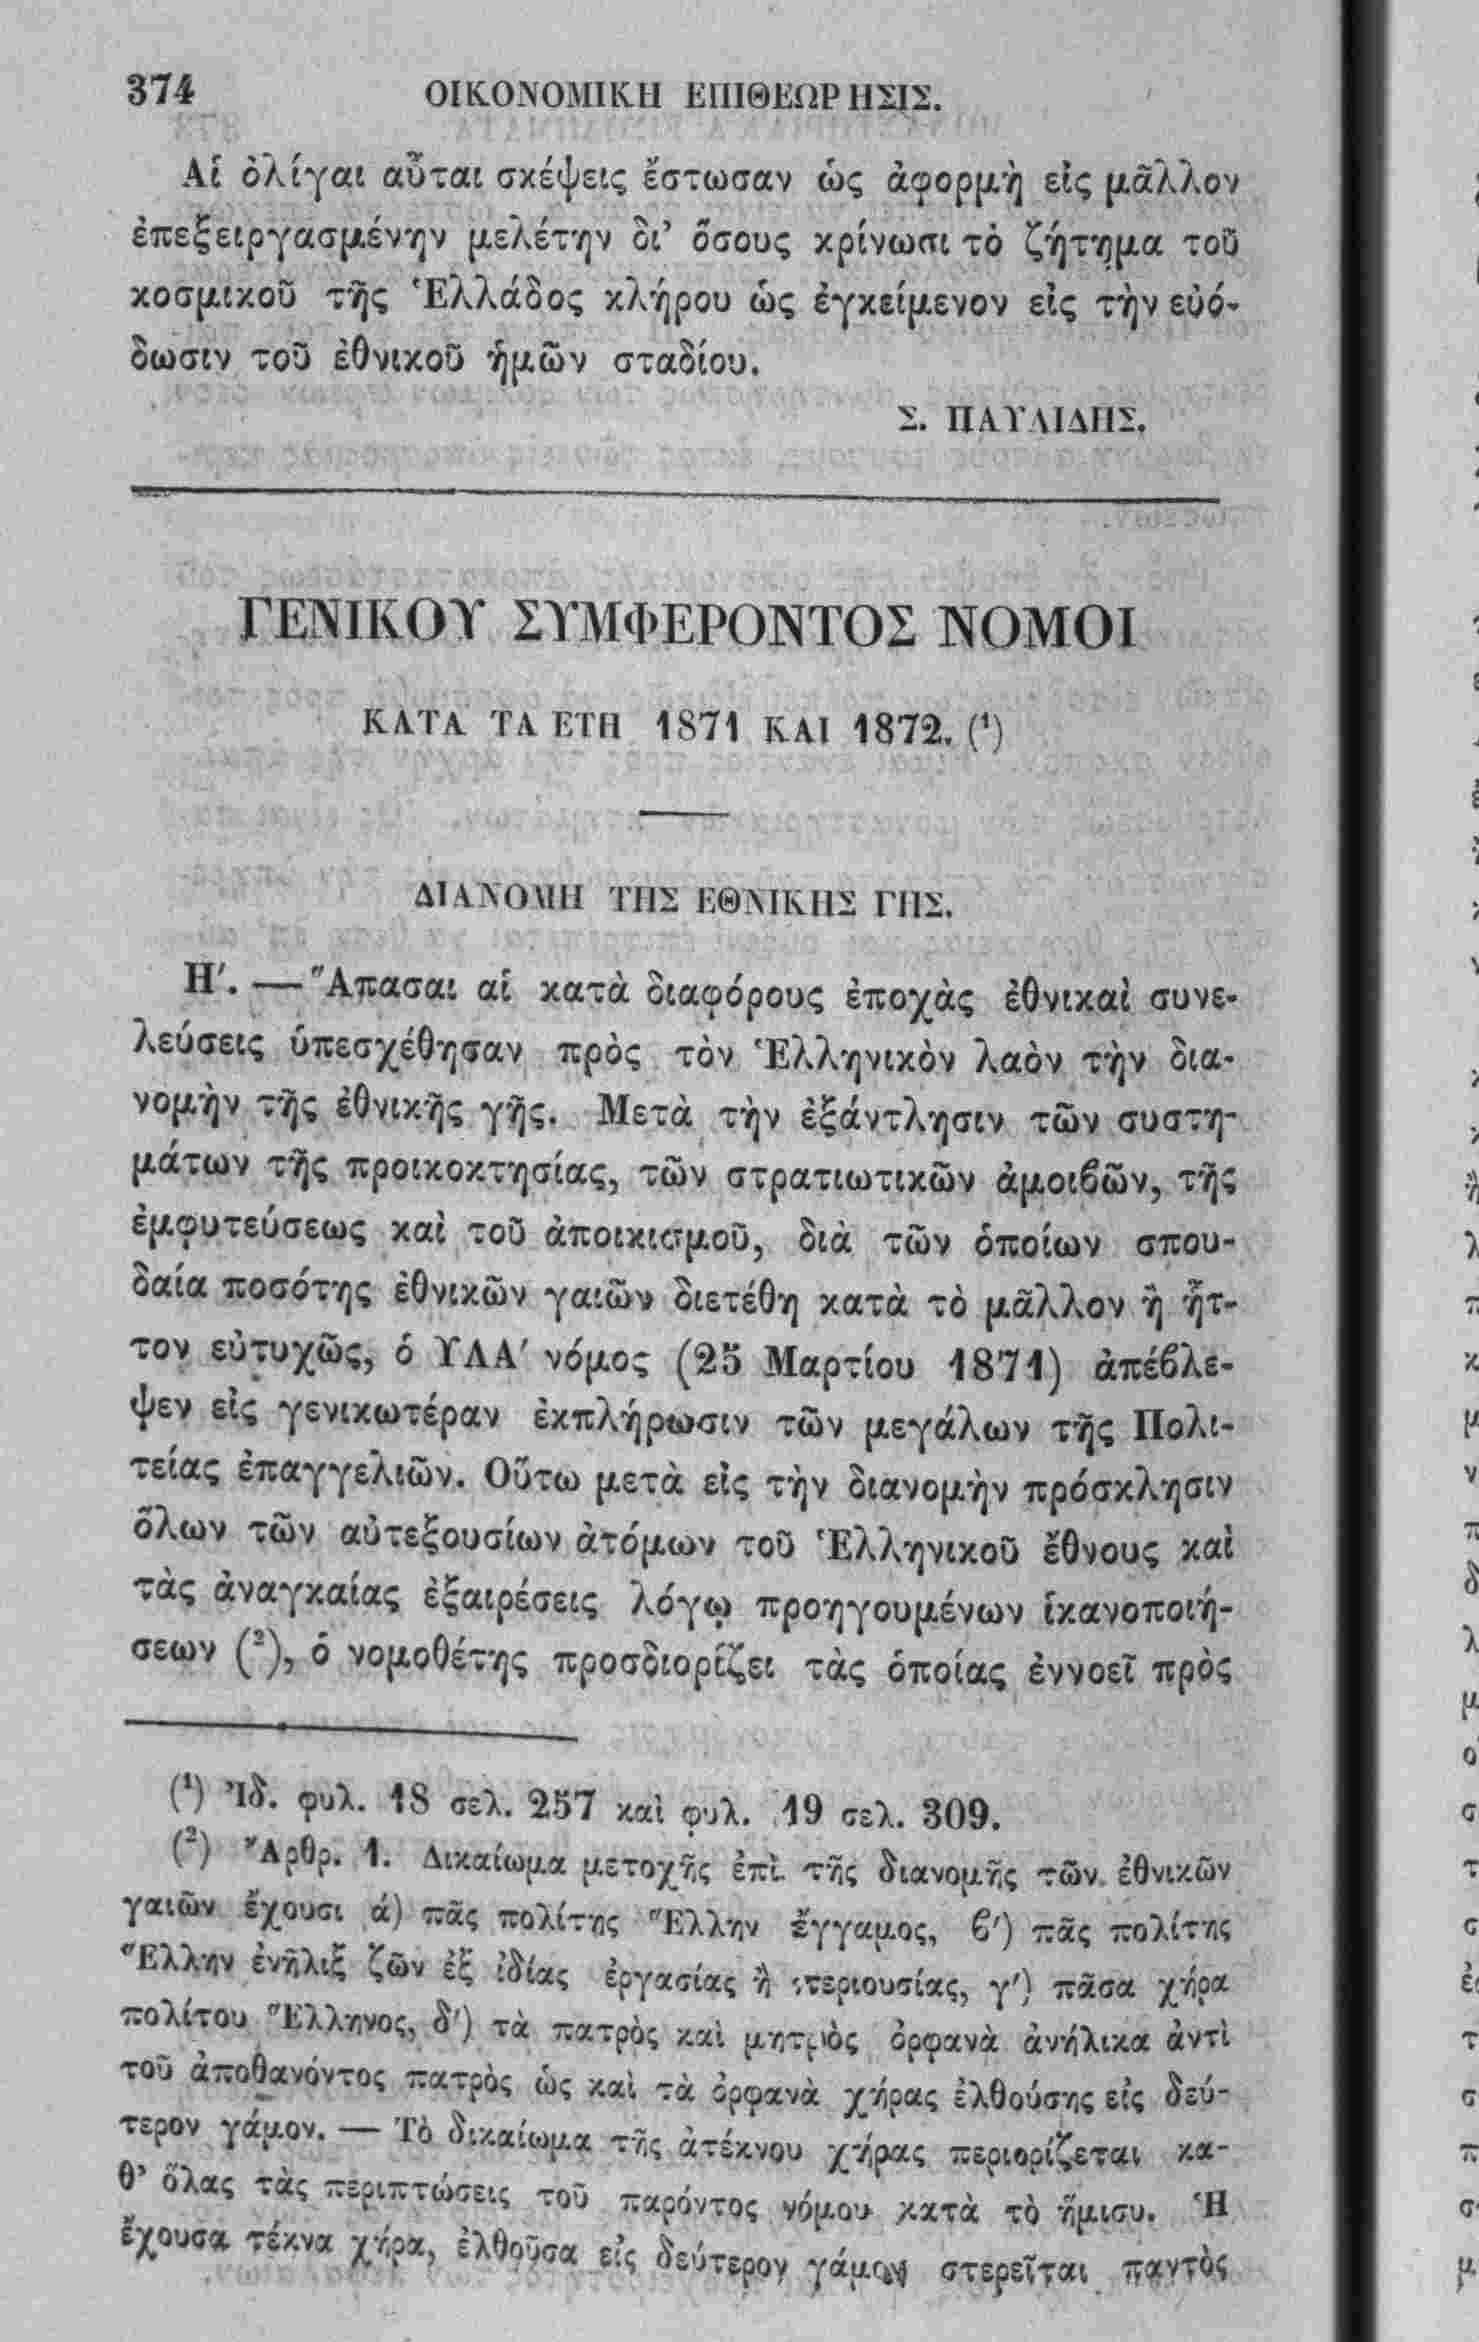 374 ΟΙΚΟΝΟΜΙΚΗ ΕΠΙΘΕΩΡΗΣΙΣ.
Αἱ ὀλίγαι αὗται σκέψεις ἔστωσαν ὡς ἀφορμὴ εἰς μᾶλλον
ἐπεξειργασμένην μελέτην δι’ ὅσους κρίνωσι τὸ ζήτημα τοῦ
κοσμικοῦ τῆς Ἑλλάδος κλήρου ὡς ἐγκείμενον εἰς τὴν εὐό-
δωσιν τοῦ ἐθνικοῦ ἡμῶν σταδίου.
Σ. ΠΑΥΛΙΔΗΣ.
ΓΕΝΙΚΟΥ ΣΥΜΦΕΡΟΝΤΟΣ ΝΟΜΟΙ
ΚΑΤΑ ΤΑ ΕΤΗ 1871 ΚΑΙ 1872. (¹)
ΔΙΑΝΟΜΗ ΤΗΣ ΕΘΝΙΚΗΣ ΓΗΣ.
Η′. — Ἅπασαι αἱ κατὰ διαφόρους ἐποχὰς ἐθνικαὶ συνε-
λεύσεις ὑπεσχέθησαν πρὸς τὸν Ἑλληνικὸν λαὸν τὴν δια-
νομὴν τῆς ἐθνικῆς γῆς. Μετὰ τὴν ἐξάντλησιν τῶν συστη-
μάτων τῆς προικοκτησίας, τῶν στρατιωτικῶν ἀμοιβῶν, τῆς
ἐμφυτεύσεως καὶ τοῦ ἀποικισμοῦ, διὰ τῶν ὁποίων σπου-
δαία ποσότης ἐθνικῶν γαιῶν διετέθη κατὰ τὸ μᾶλλον ἢ ἧτ-
τον εὐτυχῶς, ὁ ΥΛΑ′ νόμος (25 Μαρτίου 1871) ἀπέβλε-
ψεν εἰς γενικωτέραν ἐκπλήρωσιν τῶν μεγάλων τῆς Πολι-
τείας ἐπαγγελιῶν. Οὕτω μετὰ εἰς τὴν διανομὴν πρόσκλησιν
ὅλων τῶν αὐτεξουσίων ἀτόμων τοῦ Ἑλληνικοῦ ἔθνους καὶ
τὰς ἀναγκαίας ἐξαιρέσεις λόγῳ προηγουμένων ἱκανοποιή-
σεων (²), ὁ νομοθέτης προσδιορίζει τὰς ὁποίας ἐννοεῖ πρὸς
(¹) Ἰδ. φυλ. 18 σελ. 257 καὶ φυλ. 19 σελ. 309.
(²) Ἄρθρ. 1. Δικαίωμα μετοχῆς ἐπὶ τῆς διανομῆς τῶν ἐθνικῶν
γαιῶν ἔχουσι ά) πᾶς πολίτης Ἕλλην ἔγγαμος, β′) πᾶς πολίτης
Ἕλλην ἐνῆλιξ ζῶν ἐξ ἰδίας ἐργασίας ἢ περιουσίας, γ′) πᾶσα χήρα
πολίτου Ἕλληνος, δ′) τὰ πατρὸς καὶ μητρὸς ὀρφανὰ ἀνήλικα ἀντὶ
τοῦ ἀποθανόντος πατρὸς ὡς καὶ τὰ ὀρφανὰ χήρας ἐλθούσης εἰς δεύ-
τερον γάμον. — Τὸ δικαίωμα τῆς ἀτέκνου χήρας περιορίζεται κα-
θ’ ὅλας τὰς περιπτώσεις τοῦ παρόντος νόμου κατὰ τὸ ἥμισυ. Ἡ
ἔχουσα τέκνα χήρα, ἐλθοῦσα εἰς δεύτερον γάμον στερεῖται παντὸς